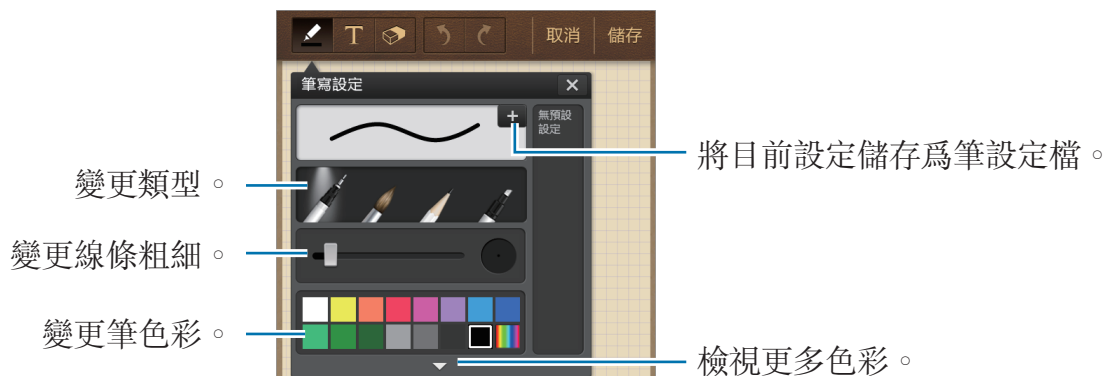 T
取消
儲存
筆寫設定
無預設
設定
將目前設定儲存爲筆設定檔。
變更類型。
變更線條粗細。
變更筆色彩。
檢視更多色彩。